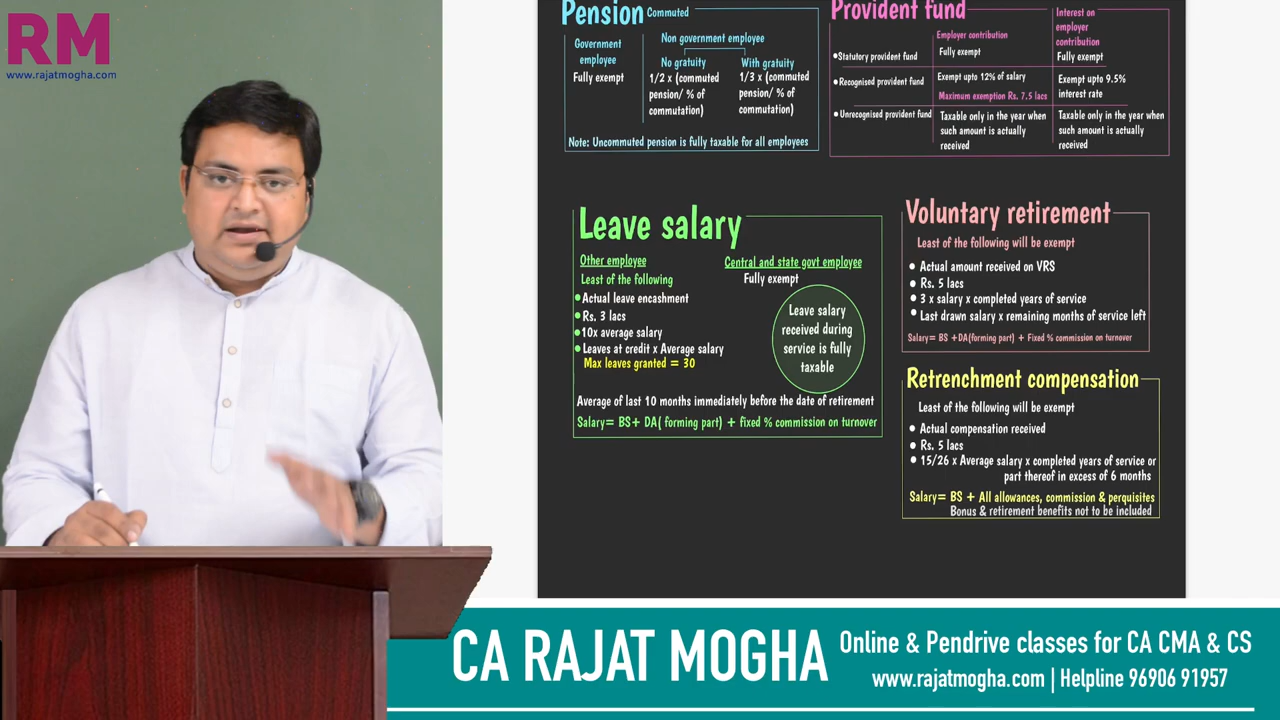 RM
www.rajatmogha.com
Pension Commuted
Government
employee
Fully exempt
Non government employee
No gratuity
1/2 x (commuted
pension/ % of
commutation)
With gratuity
1/3 x (commuted
pension/ % of
commutation)
Note: Uncommuted pension is fully taxable for all employees
Provident fund
Employer contribution
Interest on
employer
contribution
Statutory provident fund
Fully exempt
Fully exempt
Recognised provident fund
Exempt upto 12% of salary
Maximum exemption Rs. 7.5 lacs
Exempt upto 9.5%
interest rate
Unrecognised provident fund
Taxable only in the year when
such amount is actually
received
Taxable only in the year when
such amount is actually
received
Leave salary
Other employee
Least of the following
Actual leave encashment
Rs. 3 lacs
10x average salary
Leaves at credit x Average salary
Max leaves granted = 30
Central and state govt employee
Fully exempt
Leave salary
received during
service is fully
taxable
Average of last 10 months immediately before the date of retirement
Salary= BS+ DA( forming part) + fixed % commission on turnover
Voluntary retirement
Least of the following will be exempt
Actual amount received on VRS
Rs. 5 lacs
3 x salary x completed years of service
Last drawn salary x remaining months of service left
Salary= BS +DA(forming part) + Fixed % commission on turnover
Retrenchment compensation
Least of the following will be exempt
Actual compensation received
Rs. 5 lacs
15/26 x Average salary x completed years of service or
part thereof in excess of 6 months
Salary= BS + All allowances, commission & perquisites
Bonus & retirement benefits not to be included
CA RAJAT MOGHA
Online & Pendrive classes for CA CMA & CS
www.rajatmogha.com | Helpline 96906 91957